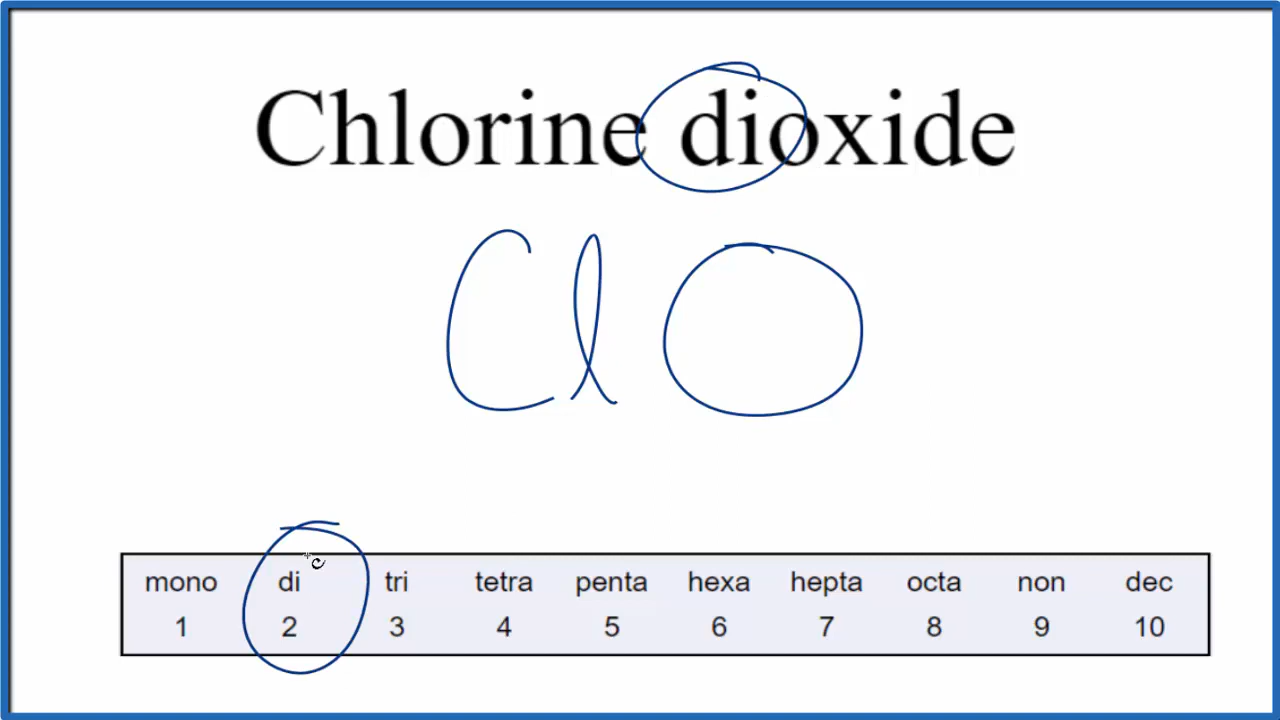 Chlorine dioxide
Cl O
mono di tri tetra penta hexa hepta octa non dec
1 2 3 4 5 6 7 8 9 10